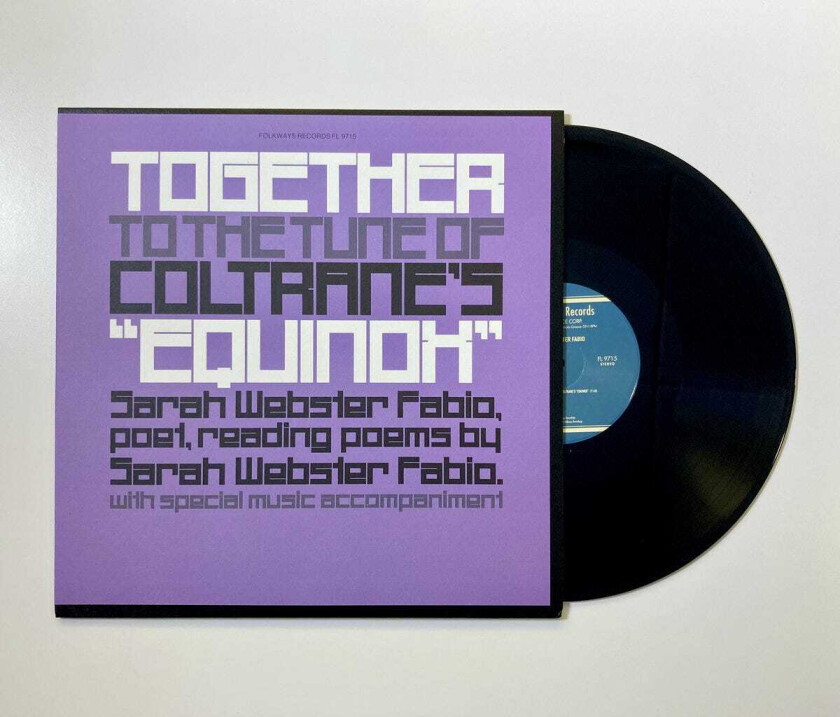 FOLKWAYS RECORDS FL 9715
TOGETHER
TO THE TUNE OF
COLTRANE'S
"EQUINOX"
Sarah Webster Fabio,
poet, reading poems by
Sarah Webster Fabio.
with special music accompaniment
Records
FABIO
FL 9715
STEREO